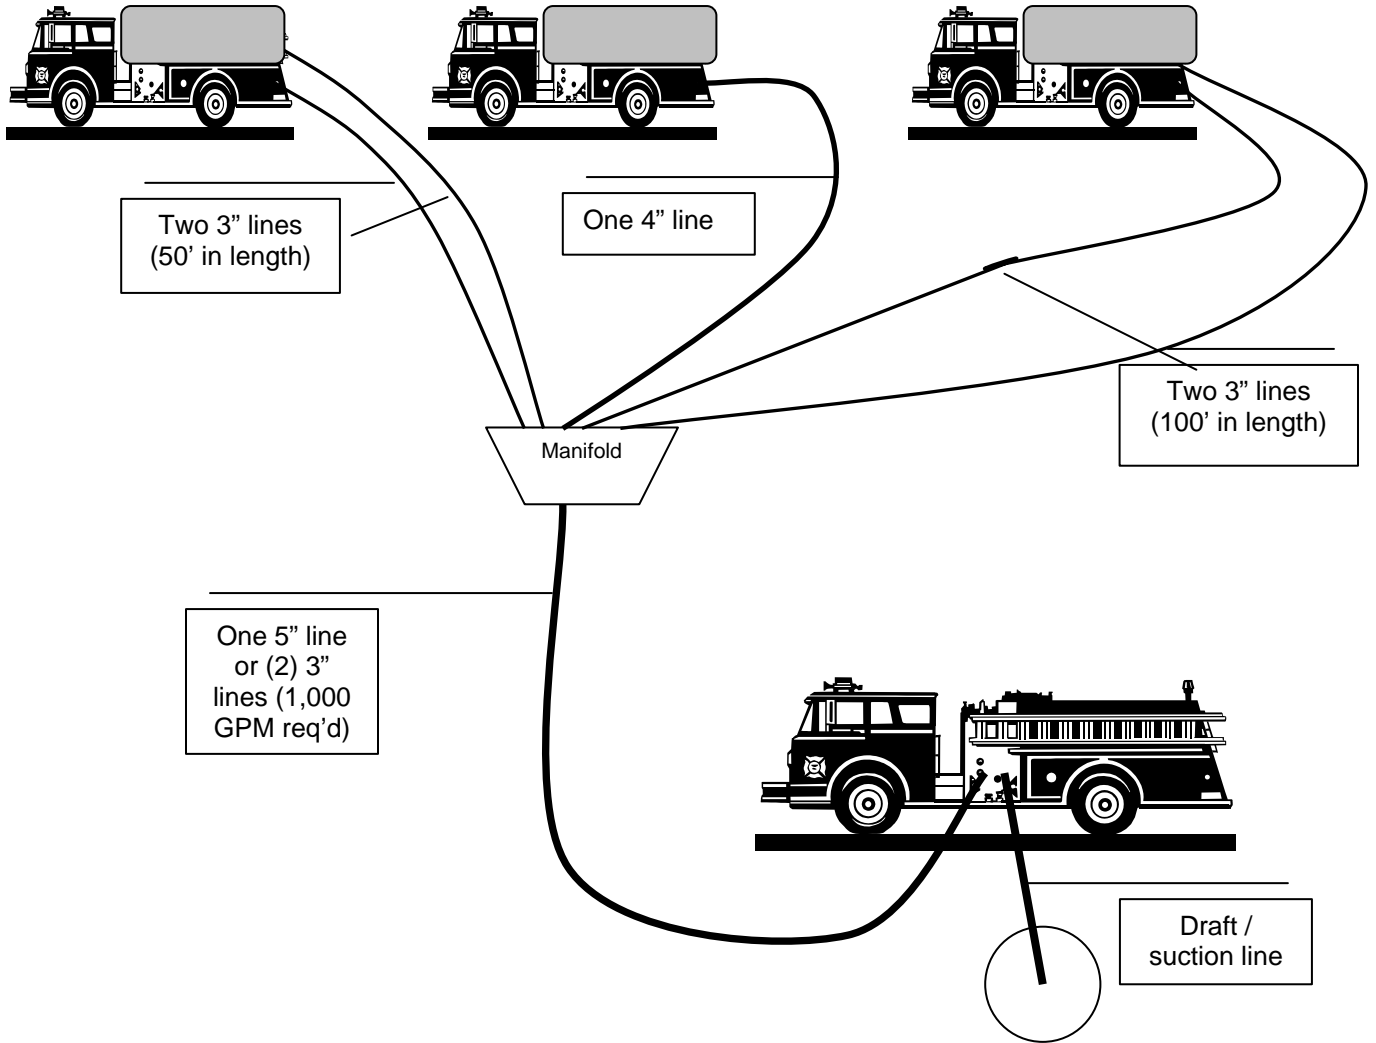 Two 3” lines
(50’ in length)
One 4” line
Two 3” lines
(100’ in length)
Manifold
One 5” line
or (2) 3”
lines (1,000
GPM req’d)
Draft /
suction line